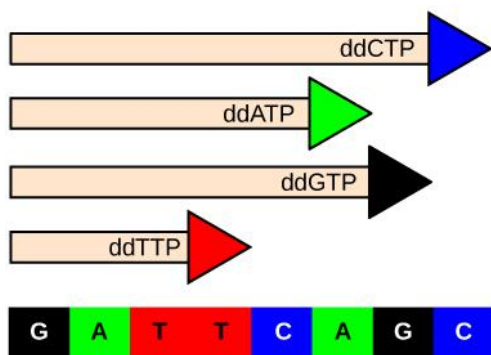 ddCTP
ddATP
ddGTP
ddTTP
G A T T C A G C